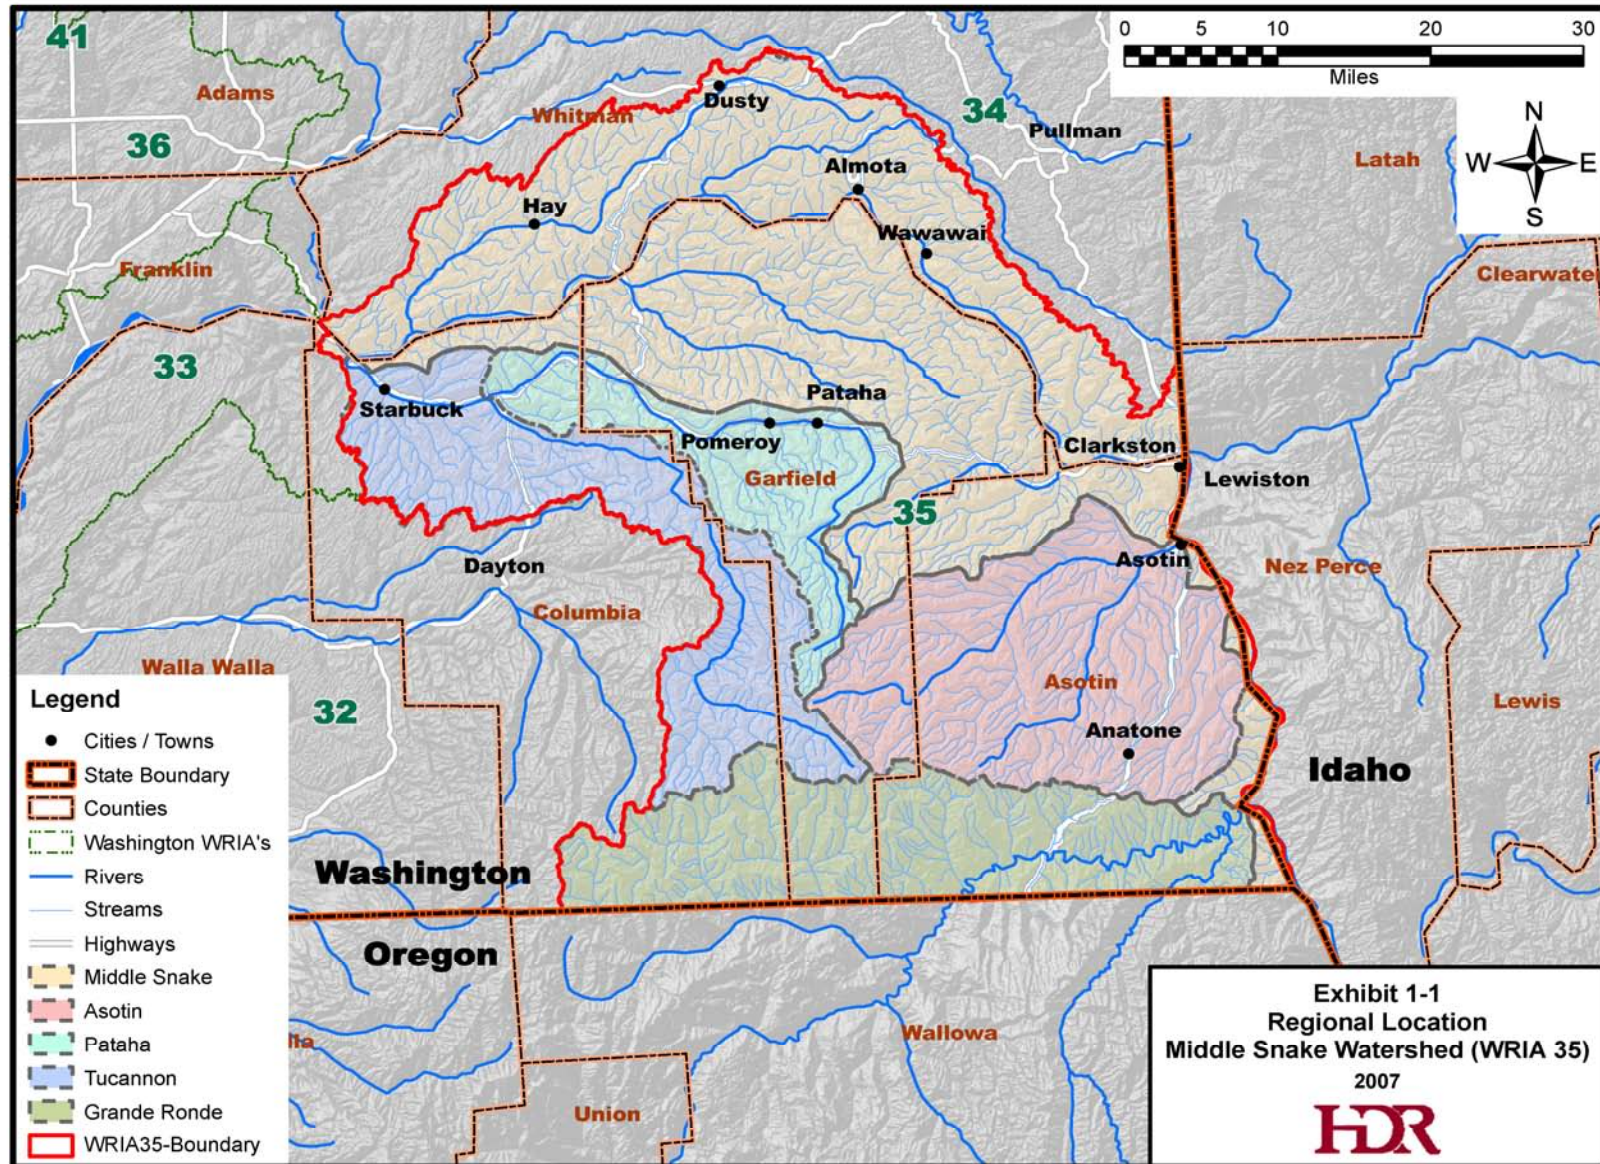 41
Adams
36
Whitman
Dusty
34
Pullman
0 5 10 20 30
Miles
N
W E
S
Latah
Almota
Hay
Wawawai
Franklin
Clearwater
33
Starbuck
Pataha
Pomeroy
Garfield
Clarkston
Lewiston
35
Dayton
Asotin
Nez Perce
Columbia
Walla Walla
32
Asotin
Lewis
Anatone
Idaho
Washington
Oregon
lla
Wallowa
Union
Legend
Cities / Towns
State Boundary
Counties
Washington WRIA's
Rivers
Streams
Highways
Middle Snake
Asotin
Pataha
Tucannon
Grande Ronde
WRIA35-Boundary
Exhibit 1-1
Regional Location
Middle Snake Watershed (WRIA 35)
2007
HDR